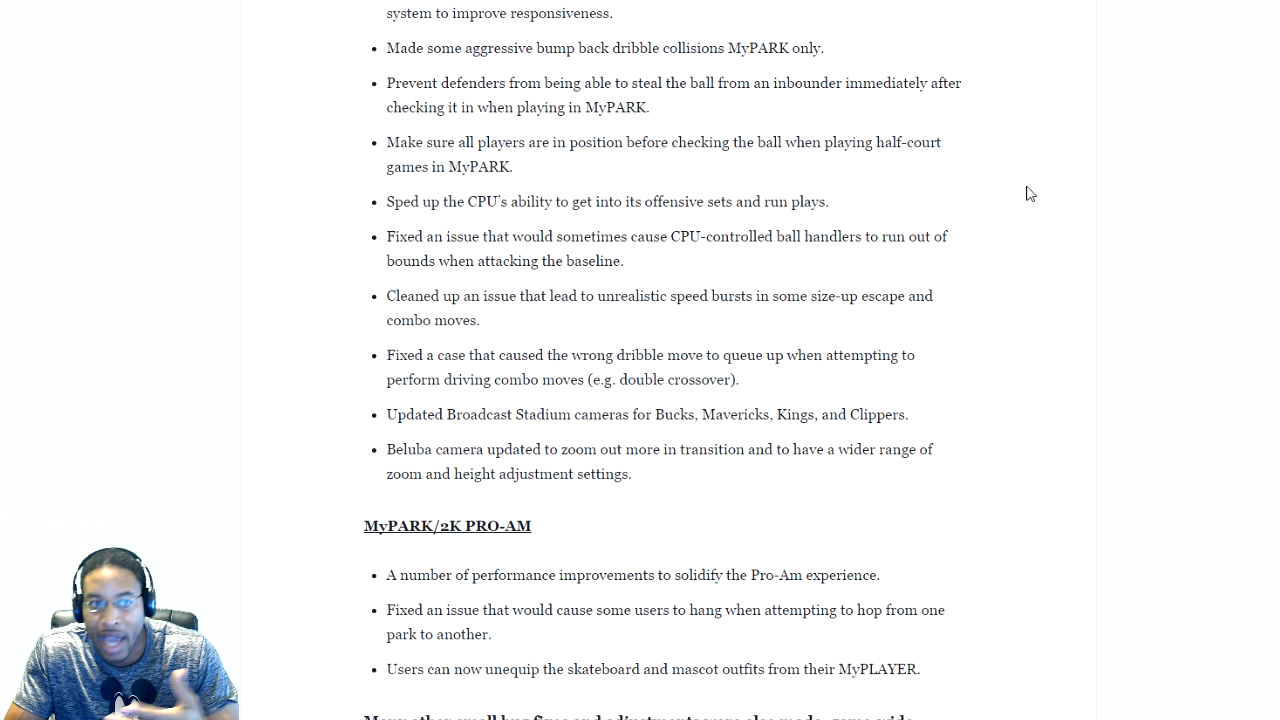 system to improve responsiveness.
Made some aggressive bump back dribble collisions MyPARK only.
Prevent defenders from being able to steal the ball from an inbounder immediately after
checking it in when playing in MyPARK.
Make sure all players are in position before checking the ball when playing half-court
games in MyPARK.
Sped up the CPU's ability to get into its offensive sets and run plays.
Fixed an issue that would sometimes cause CPU-controlled ball handlers to run out of
bounds when attacking the baseline.
Cleaned up an issue that lead to unrealistic speed bursts in some size-up escape and
combo moves.
Fixed a case that caused the wrong dribble move to queue up when attempting to
perform driving combo moves (e.g. double crossover).
Updated Broadcast Stadium cameras for Bucks, Mavericks, Kings, and Clippers.
Beluba camera updated to zoom out more in transition and to have a wider range of
zoom and height adjustment settings.
MyPARK/2K PRO-AM
A number of performance improvements to solidify the Pro-Am experience.
Fixed an issue that would cause some users to hang when attempting to hop from one
park to another.
Users can now unequip the skateboard and mascot outfits from their MyPLAYER.